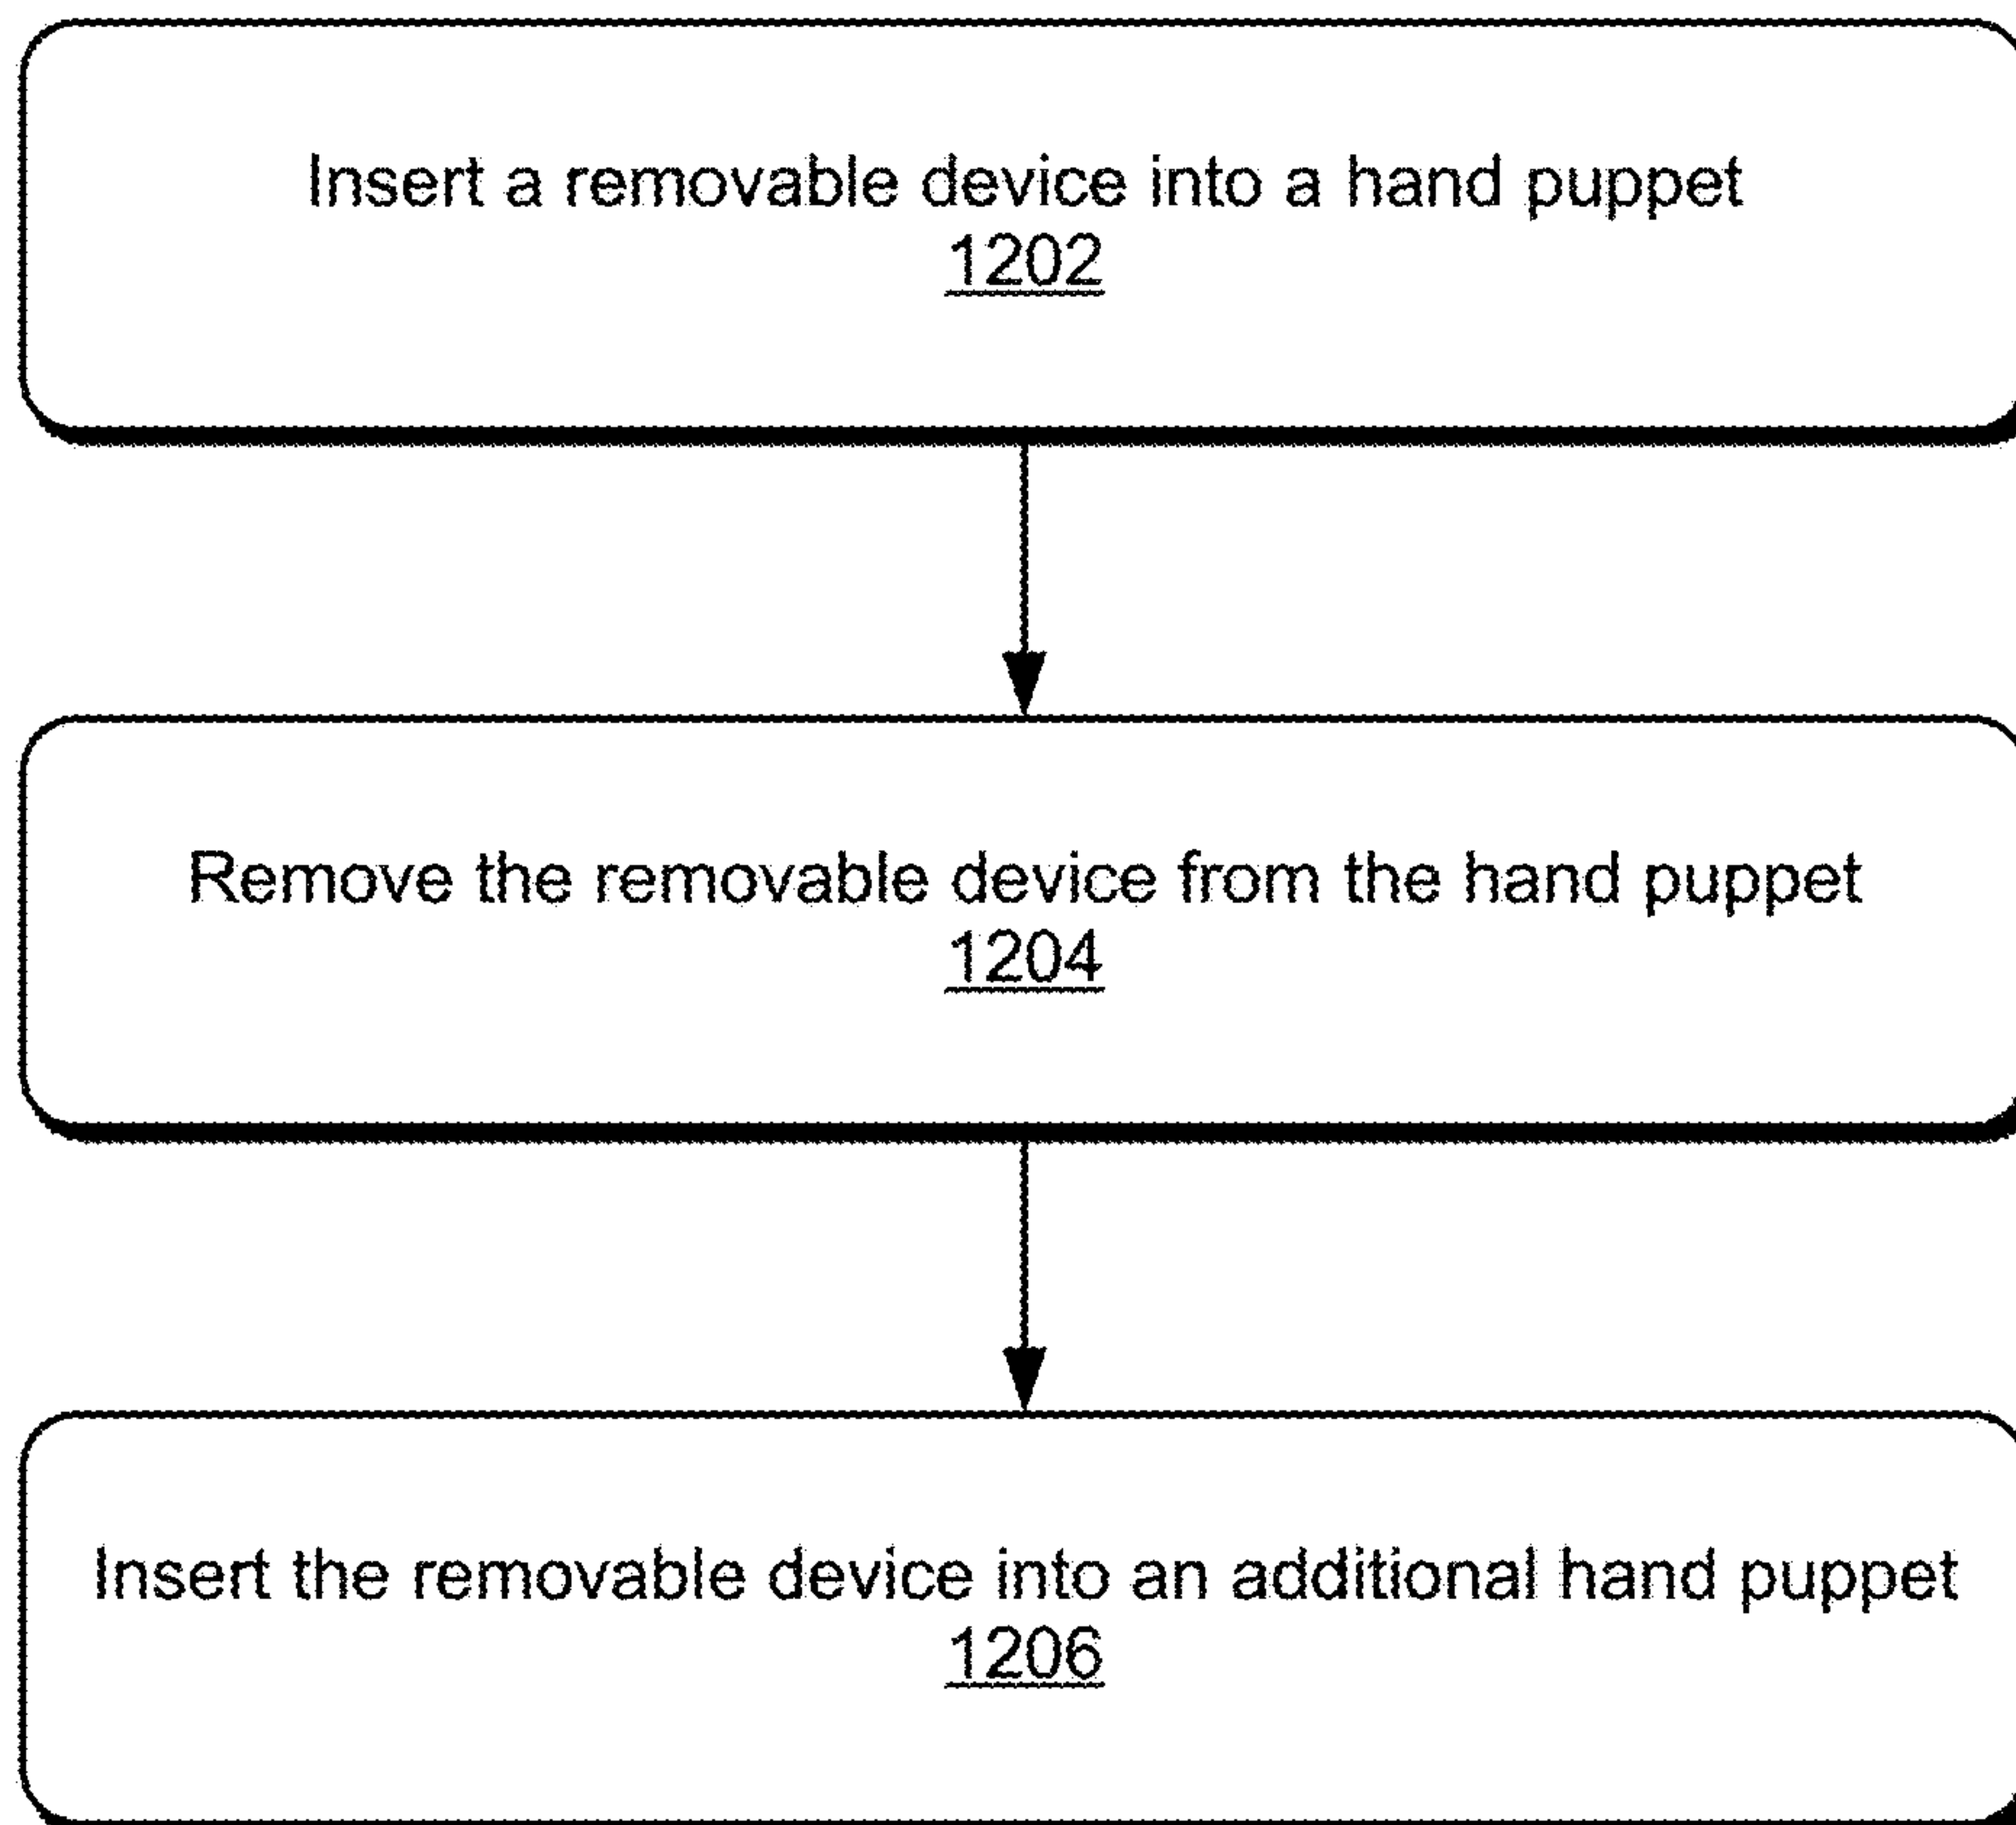 Insert a removable device into a hand puppet
1202
Remove the removable device from the hand puppet
1204
Insert the removable device into an additional hand puppet
1206